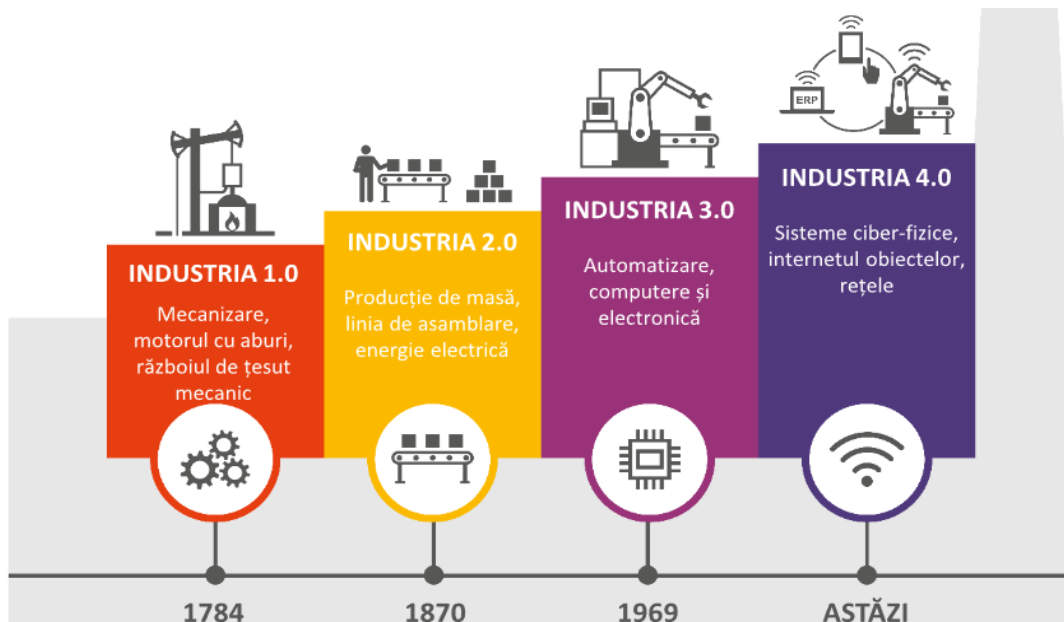 ERP
INDUSTRIA 1.0
Mecanizare,
motorul cu aburi,
războiul de țesut
mecanic
INDUSTRIA 2.0
Producție de masă,
linia de asamblare,
energie electrică
INDUSTRIA 3.0
Automatizare,
computere și
electronică
INDUSTRIA 4.0
Sisteme ciber-fizice,
internetul obiectelor,
rețele
1784
1870
1969
ASTĂZI